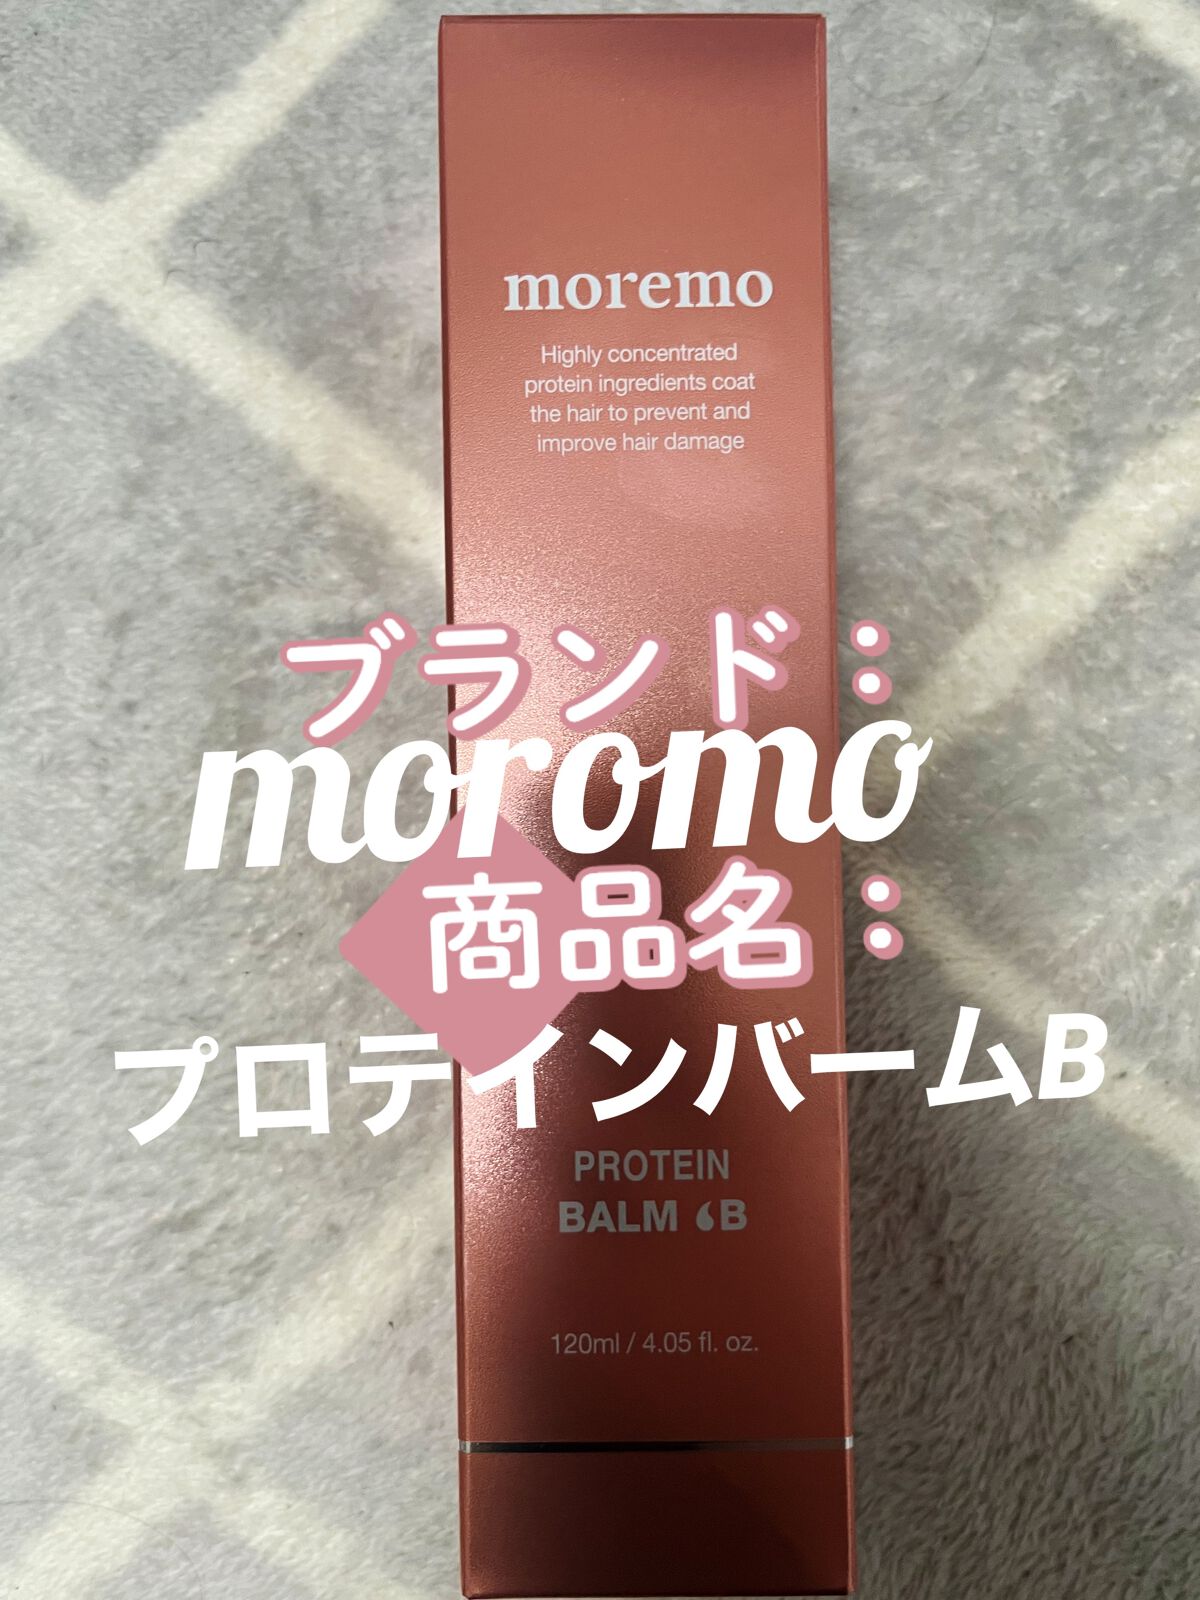 moremo
Highly concentrated
protein ingredients coat
the hair to prevent and
improve hair damage
ブランド：
moromo
商品名：
プロテインバームB
PROTEIN
BALM B
120ml / 4.05 fl. oz.